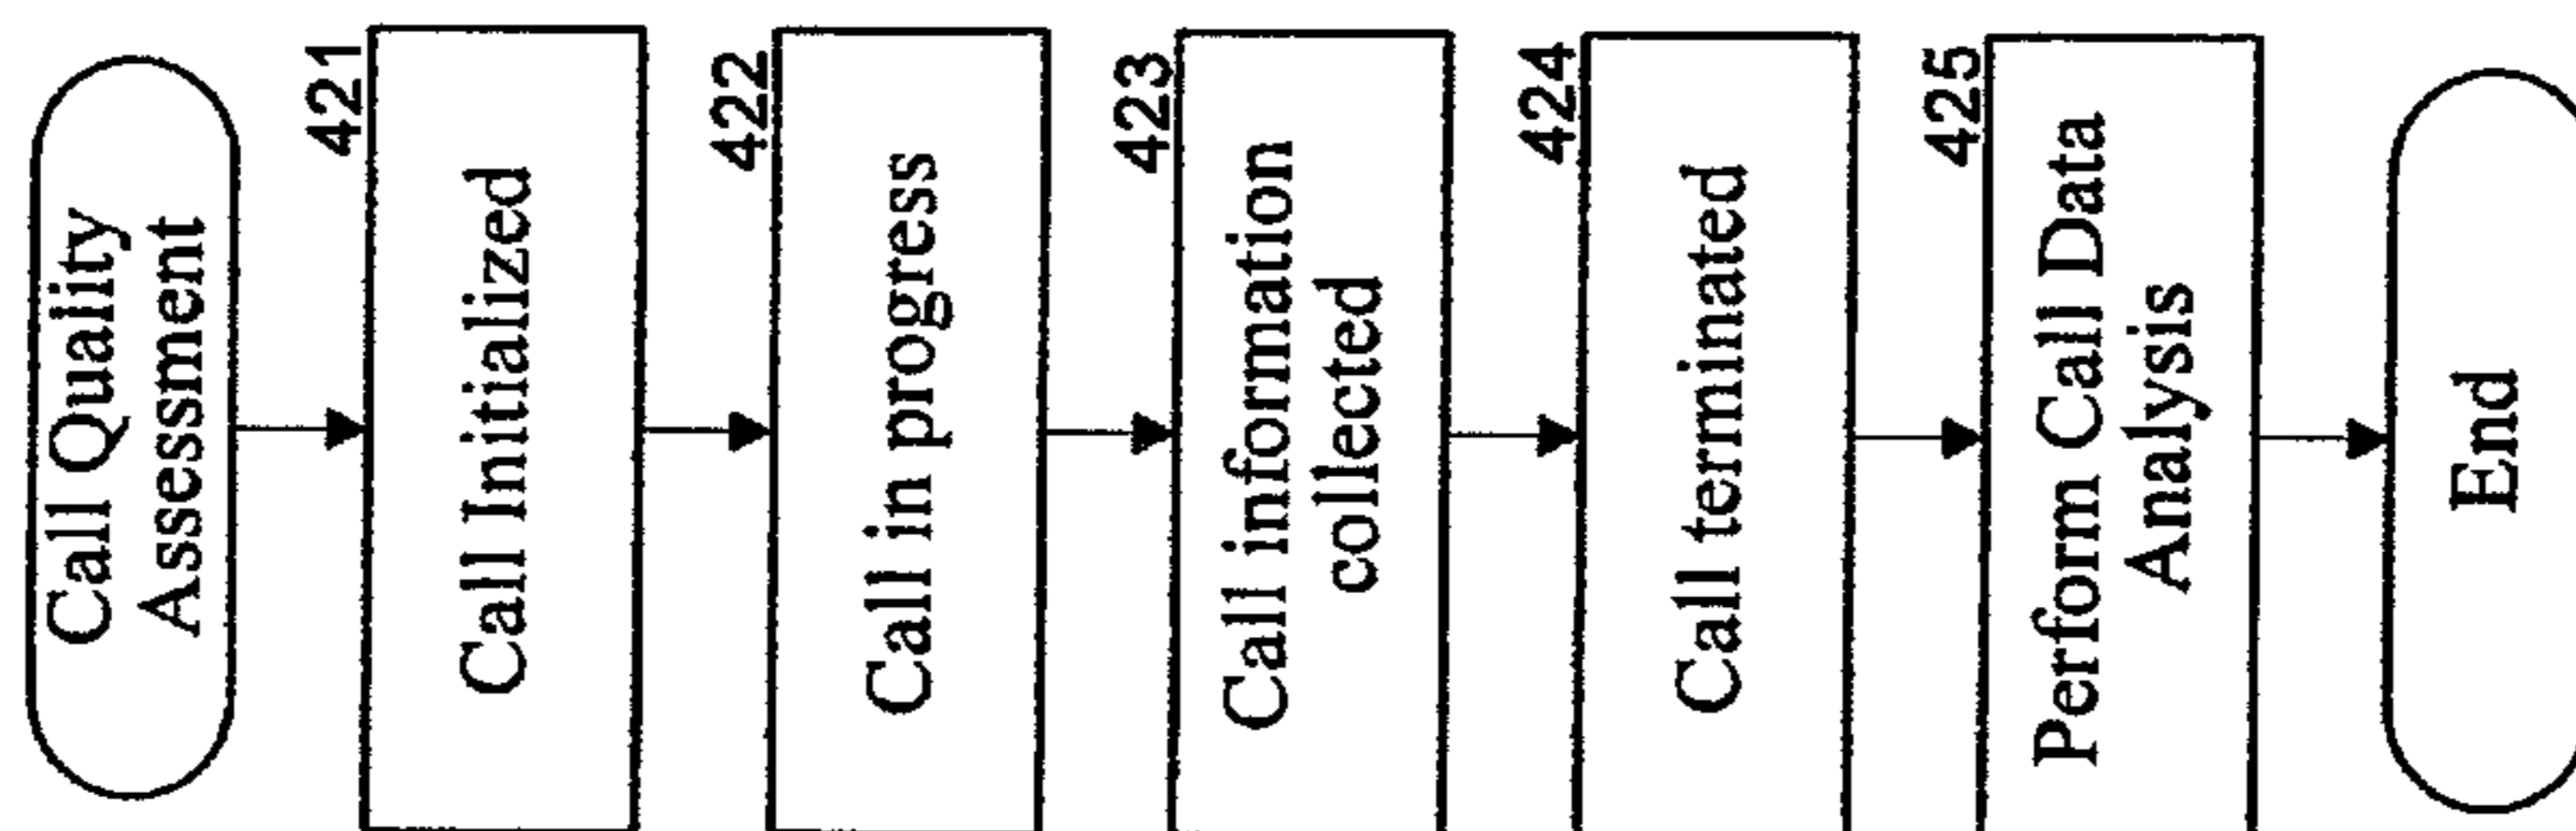 Call Quality
Assessment
421
Call Initialized
422
Call in progress
423
Call information
collected
424
Call terminated
425
Perform Call Data
Analysis
End